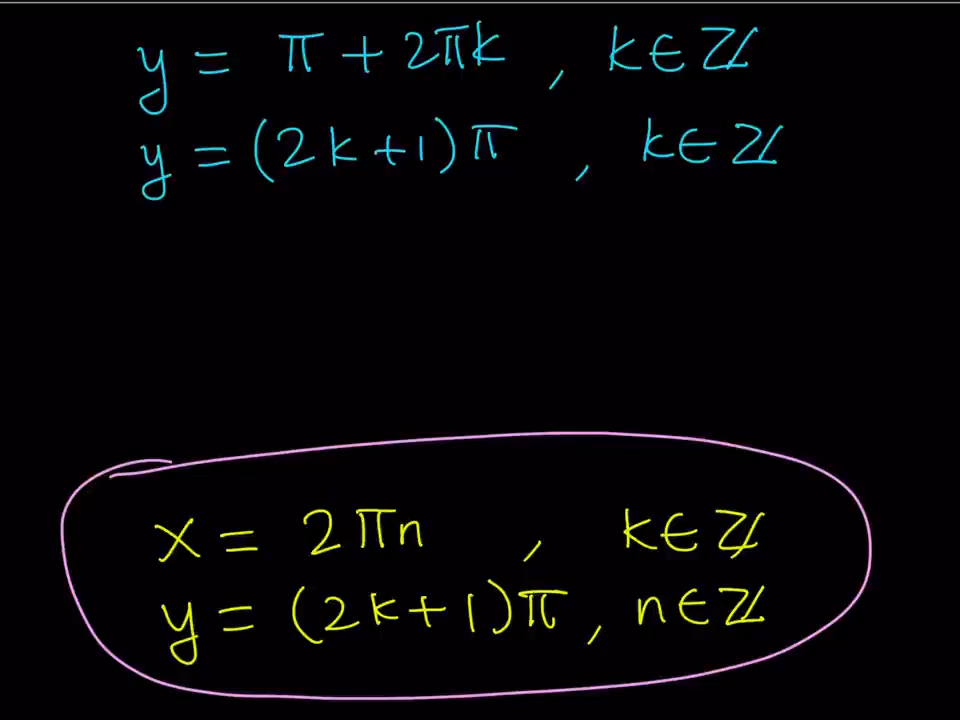 y = π + 2πk , k∈ℤ
y = (2k+1)π , k∈ℤ
x = 2πn , k∈ℤ
y = (2k+1)π , n∈ℤ